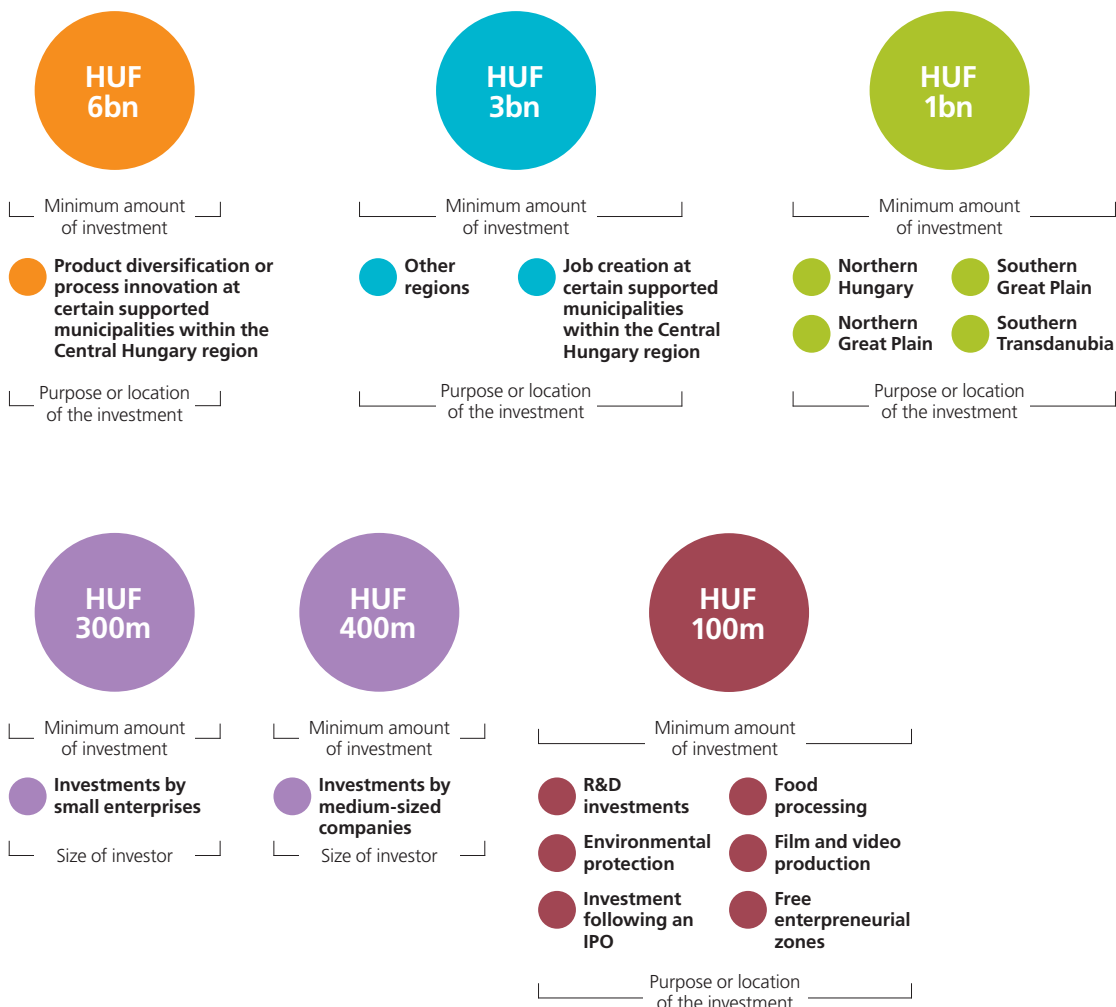 HUF
6bn
Minimum amount
of investment
Product diversification or
process innovation at
certain supported
municipalities within the
Central Hungary region
Purpose or location
of the investment
HUF
3bn
Minimum amount
of investment
Other
regions
Job creation at
certain supported
municipalities
within the Central
Hungary region
Purpose or location
of the investment
HUF
1bn
Minimum amount
of investment
Northern
Hungary
Southern
Great Plain
Northern
Great Plain
Southern
Transdanubia
Purpose or location
of the investment
HUF
300m
Minimum amount
of investment
Investments by
small enterprises
Size of investor
HUF
400m
Minimum amount
of investment
Investments by
medium-sized
companies
Size of investor
HUF
100m
Minimum amount
of investment
R&D
investments
Food
processing
Environmental
protection
Film and video
production
Investment
following an
IPO
Free
enterpreneurial
zones
Purpose or location
of the investment